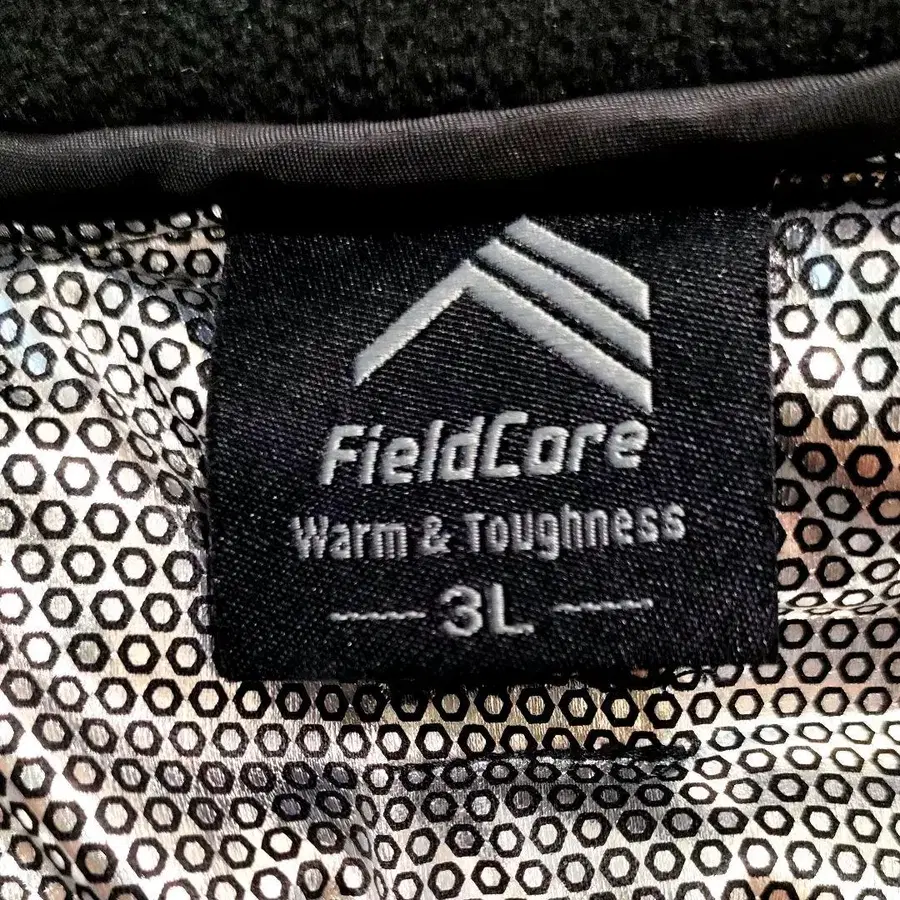 FieldCore
Warm & Toughness
3L